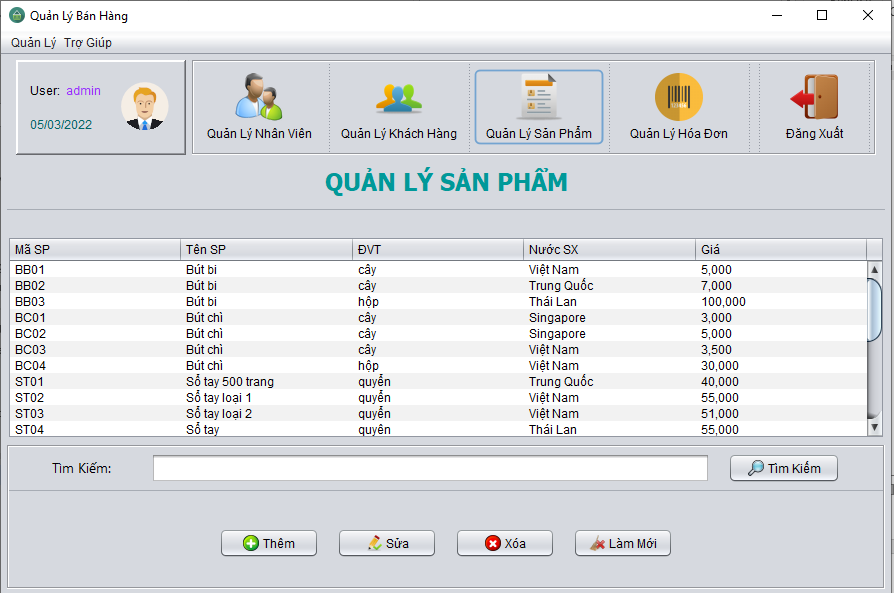 Quản Lý Bán Hàng
Quản Lý Trợ Giúp
User: admin
05/03/2022
Quản Lý Nhân Viên
Quản Lý Khách Hàng
Quản Lý Sản Phẩm
Quản Lý Hóa Đơn
Đăng Xuất
QUẢN LÝ SẢN PHẨM
Mã SP Tên SP ĐVT Nước SX Giá
BB01 Bút bi cây Việt Nam 5,000
BB02 Bút bi cây Trung Quốc 7,000
BB03 Bút bi hộp Thái Lan 100,000
BC01 Bút chì cây Singapore 3,000
BC02 Bút chì cây Singapore 5,000
BC03 Bút chì cây Việt Nam 3,500
BC04 Bút chì hộp Việt Nam 30,000
ST01 Sổ tay 500 trang quyển Trung Quốc 40,000
ST02 Sổ tay loại 1 quyển Việt Nam 55,000
ST03 Sổ tay loại 2 quyển Việt Nam 51,000
ST04 Sổ tay quyên Thái Lan 55,000
Tìm Kiếm:
Tìm Kiếm
Thêm
Sửa
Xóa
Làm Mới